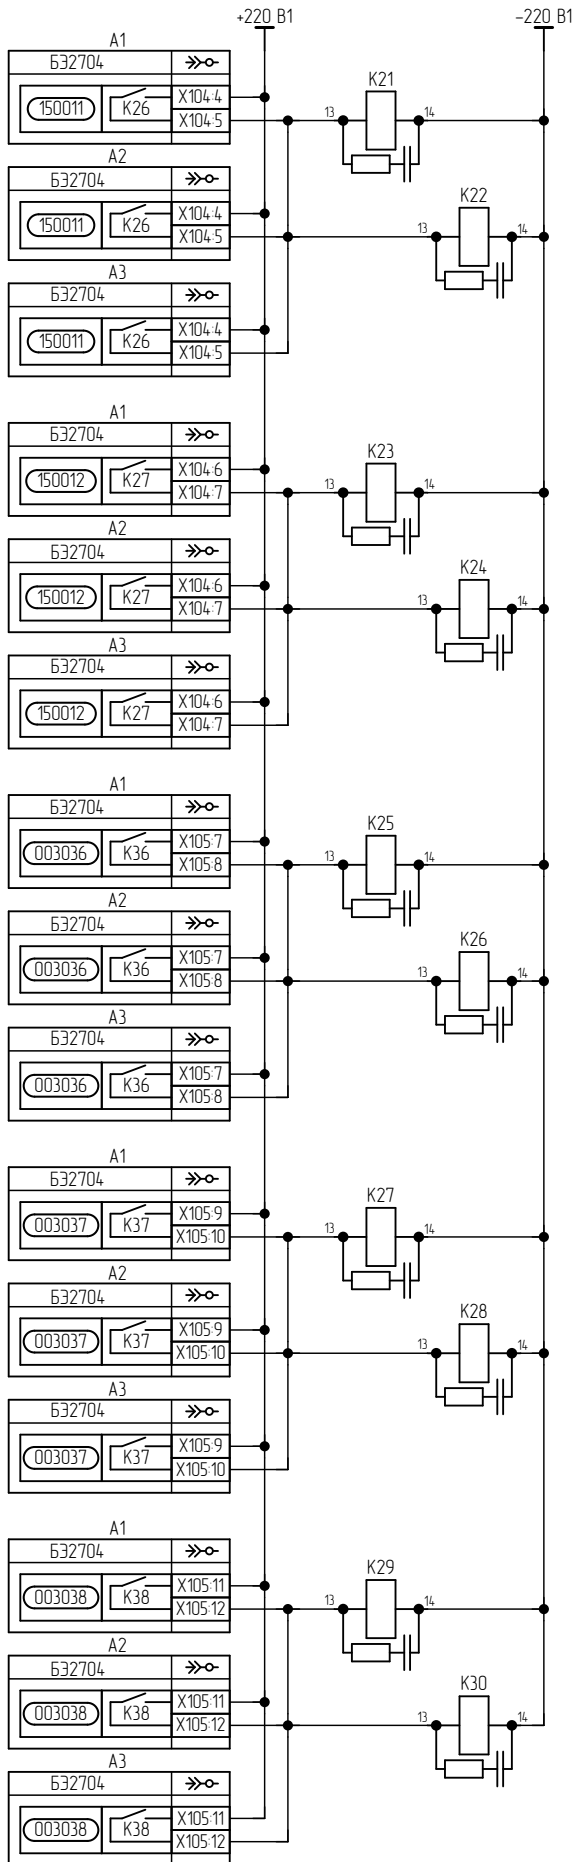 +220 В1 −220 В1
А1
БЭ2704
150011 К26 Х104:4
Х104:5
13 К21 14
А2
БЭ2704
150011 К26 Х104:4
Х104:5
13 К22 14
А3
БЭ2704
150011 К26 Х104:4
Х104:5
А1
БЭ2704
150012 К27 Х104:6
Х104:7
13 К23 14
А2
БЭ2704
150012 К27 Х104:6
Х104:7
13 К24 14
А3
БЭ2704
150012 К27 Х104:6
Х104:7
А1
БЭ2704
003036 К36 Х105:7
Х105:8
13 К25 14
А2
БЭ2704
003036 К36 Х105:7
Х105:8
13 К26 14
А3
БЭ2704
003036 К36 Х105:7
Х105:8
А1
БЭ2704
003037 К37 Х105:9
Х105:10
13 К27 14
А2
БЭ2704
003037 К37 Х105:9
Х105:10
13 К28 14
А3
БЭ2704
003037 К37 Х105:9
Х105:10
А1
БЭ2704
003038 К38 Х105:11
Х105:12
13 К29 14
А2
БЭ2704
003038 К38 Х105:11
Х105:12
13 К30 14
А3
БЭ2704
003038 К38 Х105:11
Х105:12